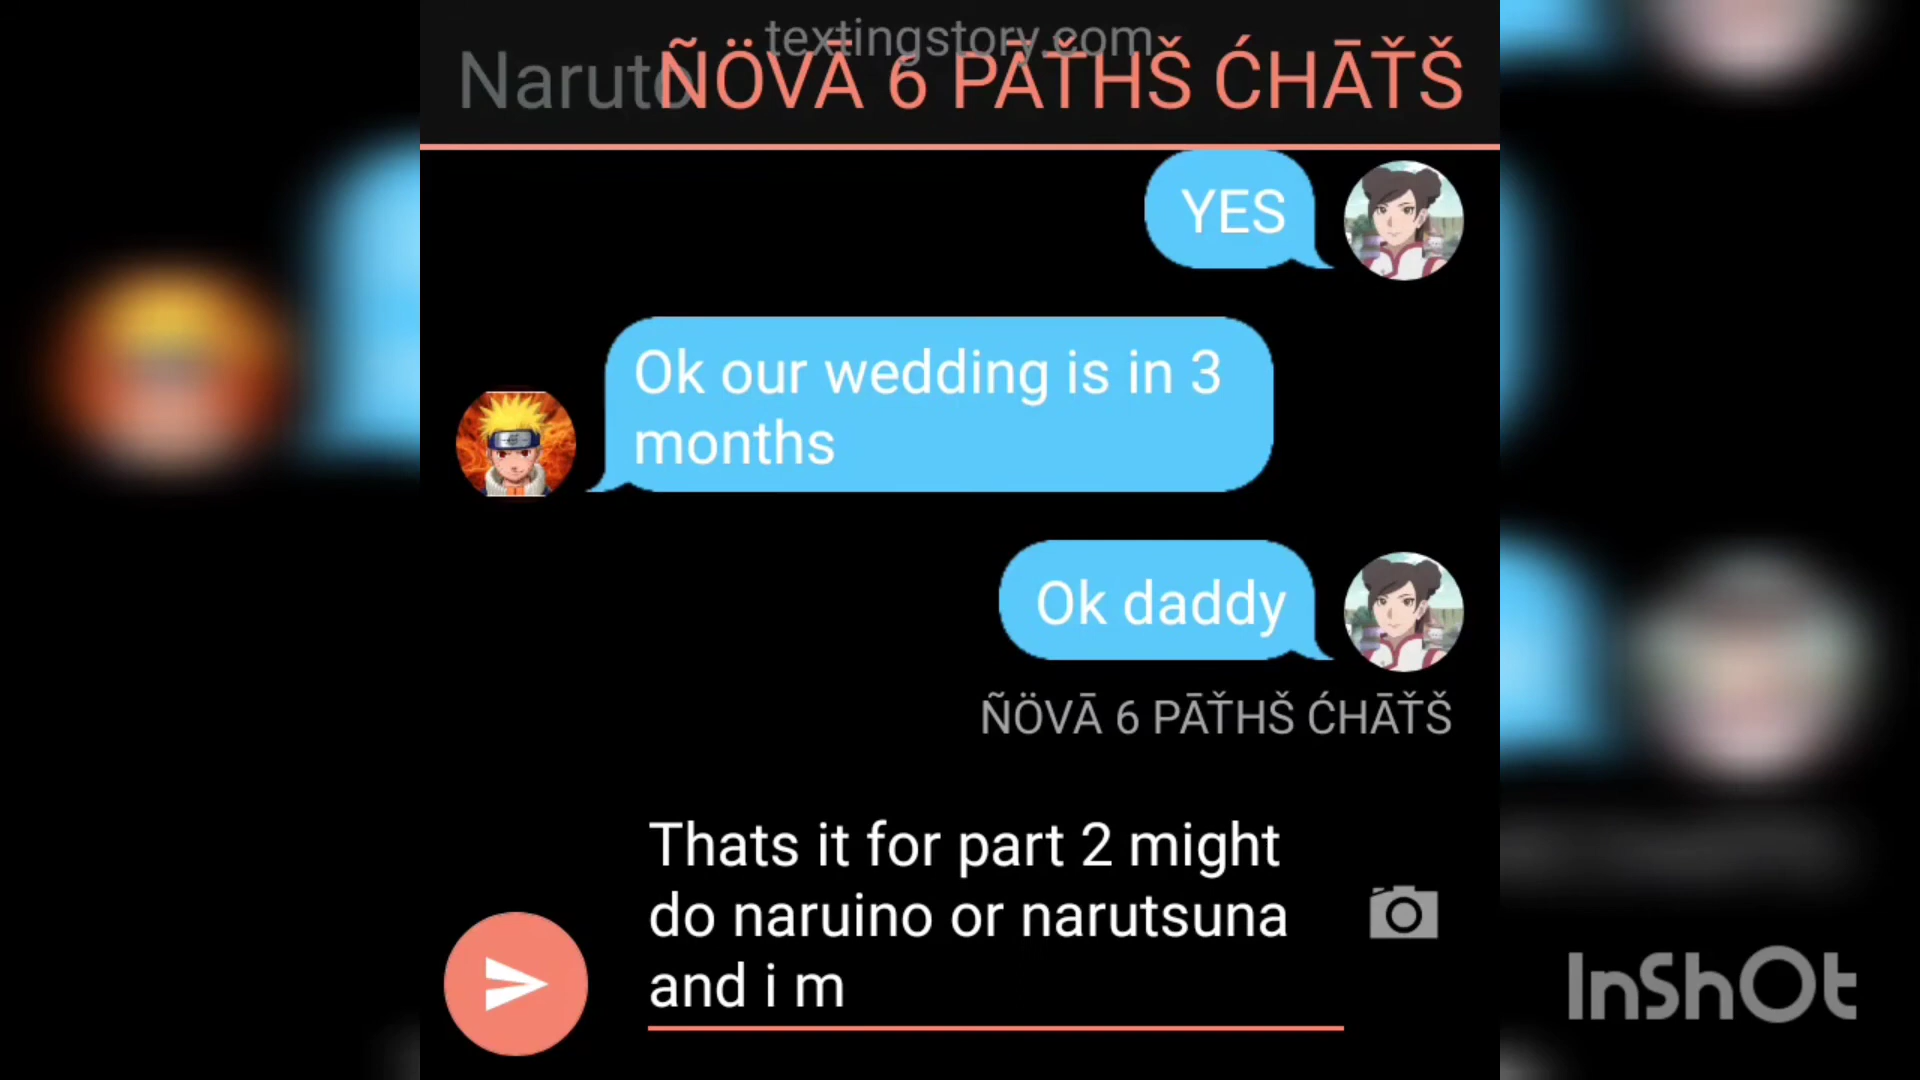 textingstory.com
Naruto
ÑÖVĀ 6 PĀŤHŠ ĆHĀŤŠ
YES
Ok our wedding is in 3
months
Ok daddy
ÑÖVĀ 6 PĀŤHŠ ĆHĀŤŠ
Thats it for part 2 might
do naruino or narutsuna
and i m
InShOt